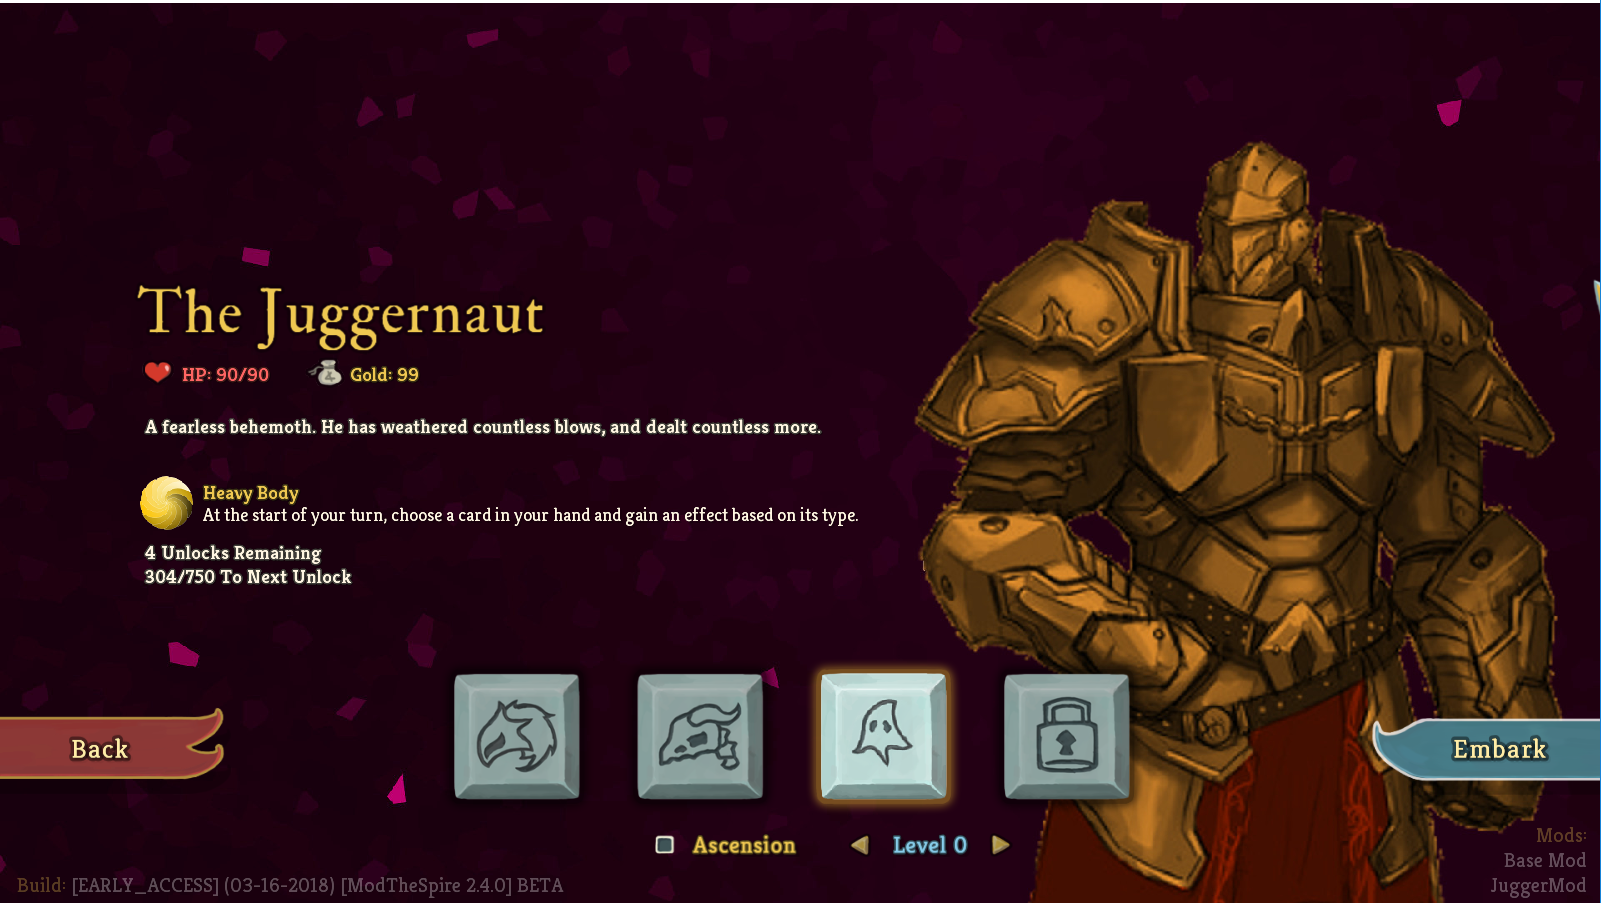 The Juggernaut
HP: 90/90 Gold: 99
A fearless behemoth. He has weathered countless blows, and dealt countless more.
Heavy Body
At the start of your turn, choose a card in your hand and gain an effect based on its type.
4 Unlocks Remaining
304/750 To Next Unlock
Back
Embark
Ascension Level 0
Mods:
Base Mod
JuggerMod
Build: [EARLY_ACCESS] (03-16-2018) [ModTheSpire 2.4.0] BETA